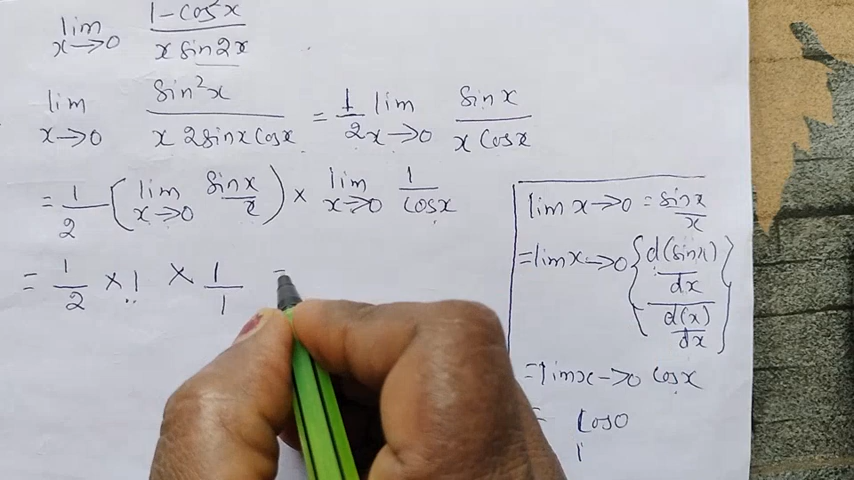 lim x→0 1-cos²x / x sin2x
lim x→0 sin²x / x 2sinx cosx = 1/2 lim x→0 sinx / x cosx
= 1/2 (lim x→0 sinx/x) × lim x→0 1/cosx
= 1/2 × 1 × 1/1 =
lim x→0 = sinx/x
= lim x→0 { d(sinx)/dx / d(x)/dx }
= lim x→0 cosx
= cos0
1